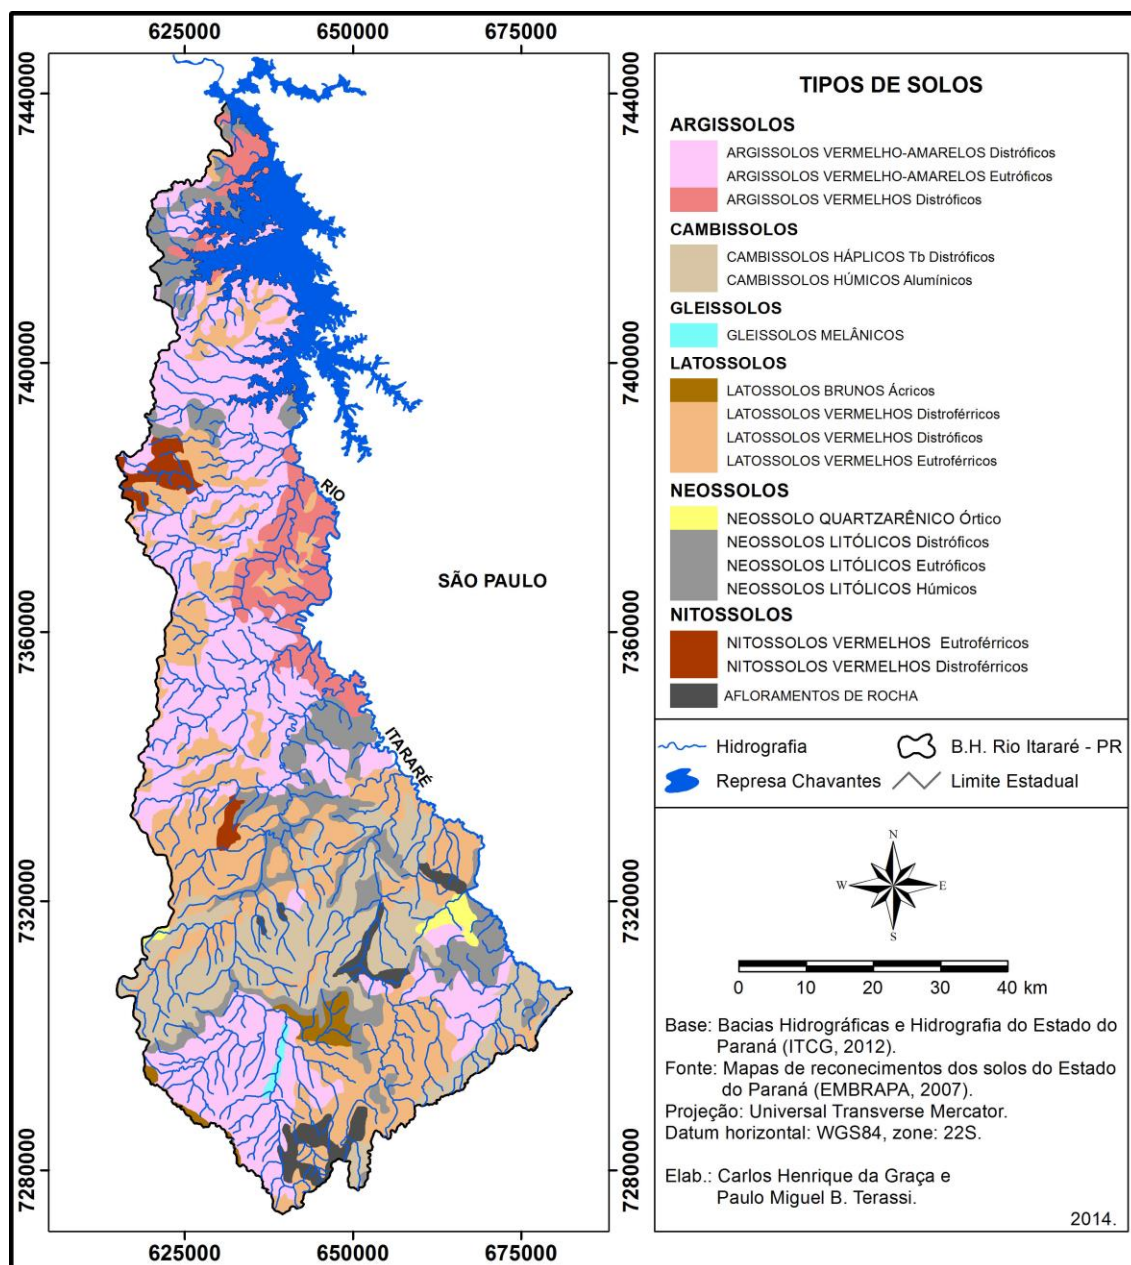 625000 650000 675000
7440000
7400000
7360000
7320000
7280000
RIO
ITARARÉ
SÃO PAULO
7440000
7400000
7360000
7320000
7280000
625000 650000 675000
TIPOS DE SOLOS
ARGISSOLOS
ARGISSOLOS VERMELHO-AMARELOS Distróficos
ARGISSOLOS VERMELHO-AMARELOS Eutróficos
ARGISSOLOS VERMELHOS Distróficos
CAMBISSOLOS
CAMBISSOLOS HÁPLICOS Tb Distróficos
CAMBISSOLOS HÚMICOS Alumínicos
GLEISSOLOS
GLEISSOLOS MELÂNICOS
LATOSSOLOS
LATOSSOLOS BRUNOS Ácricos
LATOSSOLOS VERMELHOS Distroférricos
LATOSSOLOS VERMELHOS Distróficos
LATOSSOLOS VERMELHOS Eutroférricos
NEOSSOLOS
NEOSSOLO QUARTZARÊNICO Órtico
NEOSSOLOS LITÓLICOS Distróficos
NEOSSOLOS LITÓLICOS Eutróficos
NEOSSOLOS LITÓLICOS Húmicos
NITOSSOLOS
NITOSSOLOS VERMELHOS Eutroférricos
NITOSSOLOS VERMELHOS Distroférricos
AFLORAMENTOS DE ROCHA
Hidrografia B.H. Rio Itararé - PR
Represa Chavantes Limite Estadual
N
W E
S
0 10 23 30 40 km
Base: Bacias Hidrográficas e Hidrografia do Estado do
Paraná (ITCG, 2012).
Fonte: Mapas de reconecimentos dos solos do Estado
do Paraná (EMBRAPA, 2007).
Projeção: Universal Transverse Mercator.
Datum horizontal: WGS84, zone: 22S.
Elab.: Carlos Henrique da Graça e
Paulo Miguel B. Terassi.
2014.